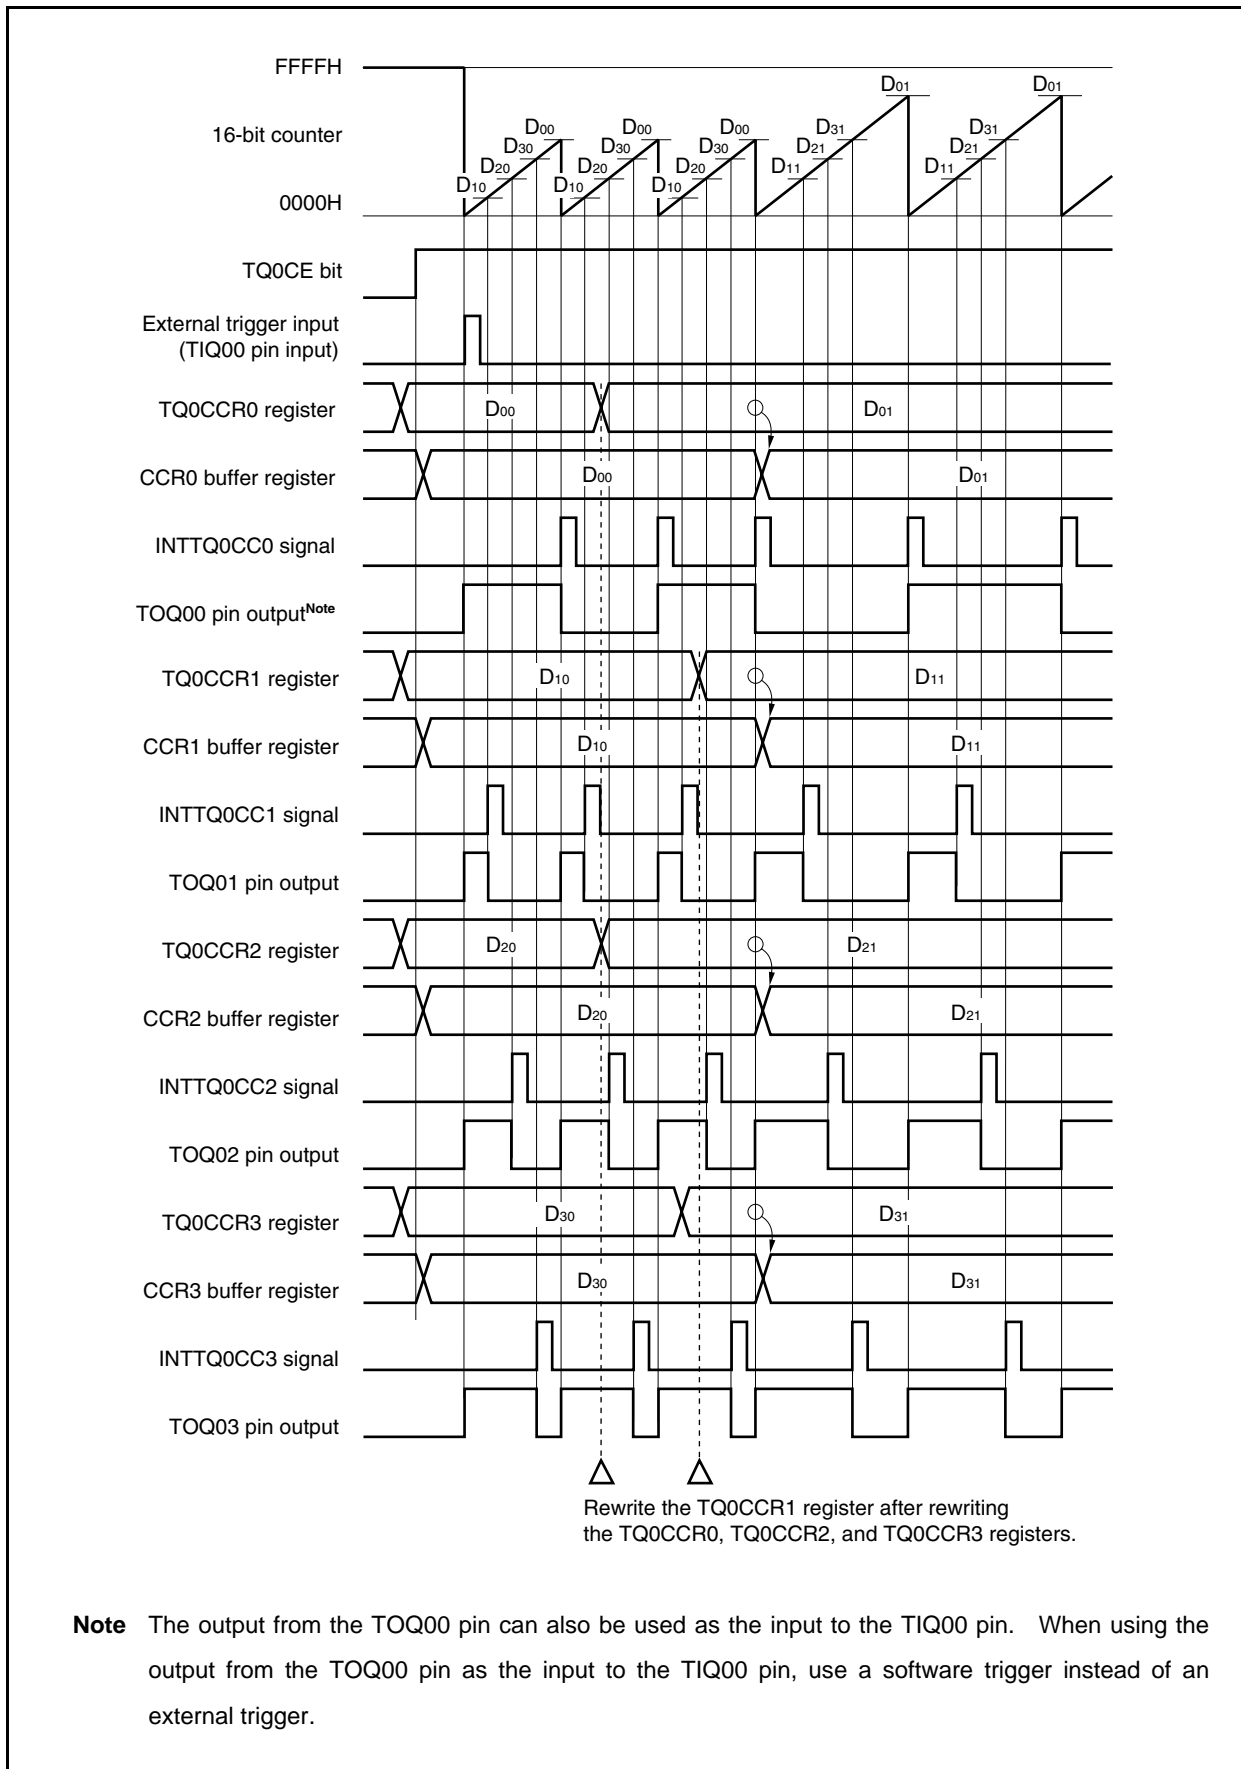 FFFFH
D01 D01
16-bit counter
D00 D00 D00 D31 D31
D30 D30 D30 D21 D21
D20 D20 D20 D11 D11
D10 D10 D10
0000H
TQ0CE bit
External trigger input
(TIQ00 pin input)
TQ0CCR0 register D00 D01
CCR0 buffer register D00 D01
INTTQ0CC0 signal
TOQ00 pin outputNote
TQ0CCR1 register D10 D11
CCR1 buffer register D10 D11
INTTQ0CC1 signal
TOQ01 pin output
TQ0CCR2 register D20 D21
CCR2 buffer register D20 D21
INTTQ0CC2 signal
TOQ02 pin output
TQ0CCR3 register D30 D31
CCR3 buffer register D30 D31
INTTQ0CC3 signal
TOQ03 pin output
Rewrite the TQ0CCR1 register after rewriting
the TQ0CCR0, TQ0CCR2, and TQ0CCR3 registers.
Note The output from the TOQ00 pin can also be used as the input to the TIQ00 pin. When using the
output from the TOQ00 pin as the input to the TIQ00 pin, use a software trigger instead of an
external trigger.